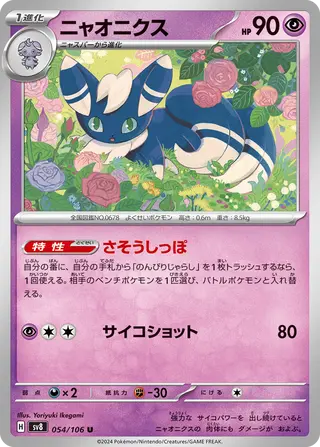 1進化
ニャオニクス
HP 90
ニャスパーから進化
全国図鑑NO.0678 よくせいポケモン 高さ:0.6m 重さ:8.5kg
特性 さそうしっぽ
自分の番に、自分の手札から「のんびりじゃらし」を1枚トラッシュするなら、
1回使える。相手のベンチポケモンを1匹選び、バトルポケモンと入れ替
える。
サイコショット 80
弱点 ×2 抵抗力 -30 にげる
Illus. Yoriyuki Ikegami
H sv8 054/106 U
強力な サイコパワーを 出し続けていると
ニャオニクスの 肉体にも ダメージが 及ぶ。
©2024 Pokémon/Nintendo/Creatures/GAME FREAK.